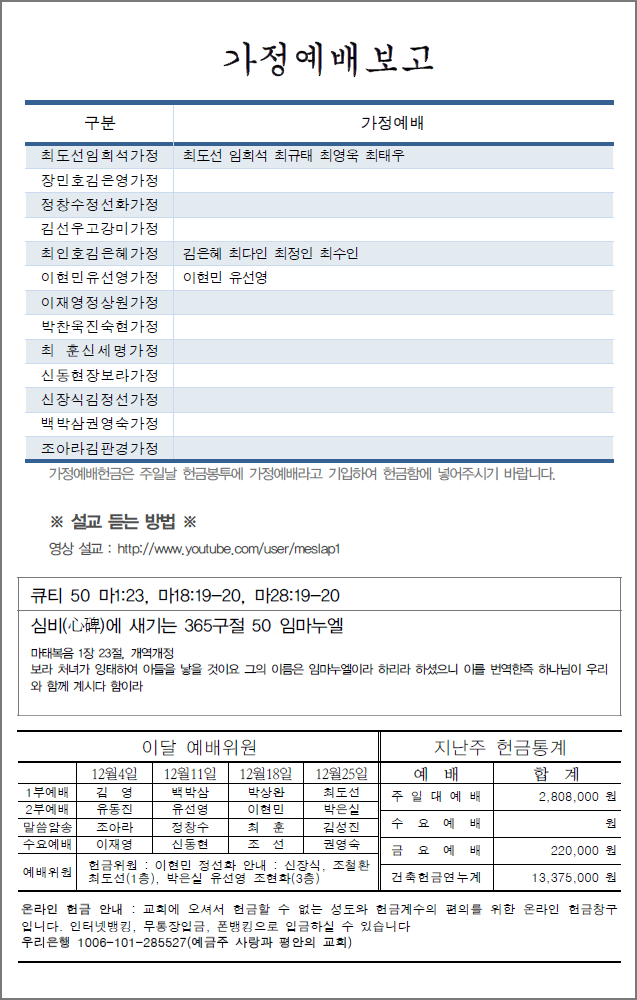 가정예배보고
구분 가정예배
최도선임희석가정 최도선 임희석 최규태 최영욱 최태우
장민호김은영가정
정창수정선화가정
김선우고강미가정
최인호김은혜가정 김은혜 최다인 최정인 최수인
이현민유선영가정 이현민 유선영
이재영정상원가정
박찬욱진숙현가정
최 훈신세명가정
신동현장보라가정
신장식김정선가정
백박삼권영숙가정
조아라김판경가정
가정예배헌금은 주일날 헌금봉투에 가정예배라고 기입하여 헌금함에 넣어주시기 바랍니다.
※ 설교 듣는 방법 ※
영상 설교 : http://www.youtube.com/user/meslap1
큐티 50 마1:23, 마18:19-20, 마28:19-20
심비(心碑)에 새기는 365구절 50 임마누엘
마태복음 1장 23절, 개역개정
보라 처녀가 잉태하여 아들을 낳을 것이요 그의 이름은 임마누엘이라 하리라 하셨으니 이를 번역한즉 하나님이 우리
와 함께 계시다 함이라
이달 예배위원
12월4일 12월11일 12월18일 12월25일
1부예배 김 영 백박삼 박상완 최도선
2부예배 유동진 유선영 이현민 박은실
말씀암송 조아라 정창수 최 훈 김성진
수요예배 이재영 신동현 조 선 권영숙
예배위원 헌금위원 : 이현민 정선화 안내 : 신장식, 조철환
최도선(1층), 박은실 유선영 조현화(3층)
지난주 헌금통계
예 배 합 계
주일대예배 2,808,000 원
수요예배 원
금요예배 220,000 원
건축헌금연누계 13,375,000 원
온라인 헌금 안내 : 교회에 오셔서 헌금할 수 없는 성도와 헌금계수의 편의를 위한 온라인 헌금창구
입니다. 인터넷뱅킹, 무통장입금, 폰뱅킹으로 입금하실 수 있습니다
우리은행 1006-101-285527(예금주 사랑과 평안의 교회)